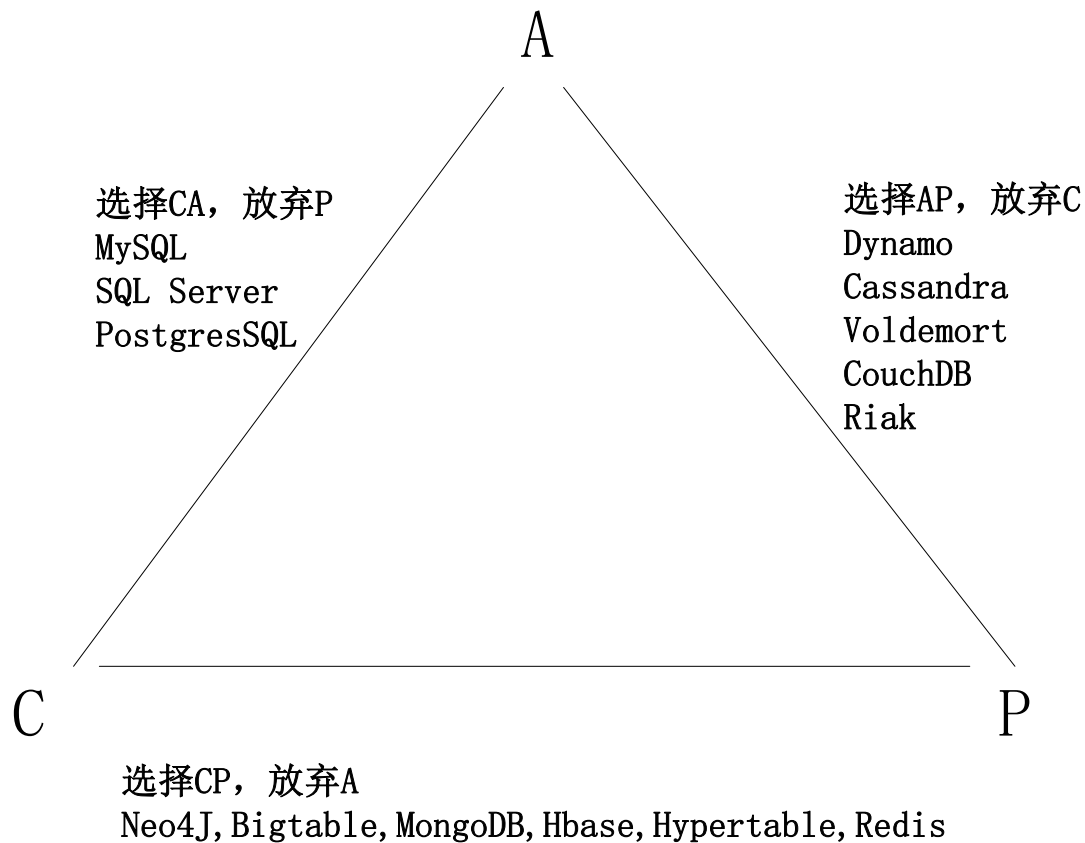 A
选择CA，放弃P
MySQL
SQL Server
PostgresSQL
选择AP，放弃C
Dynamo
Cassandra
Voldemort
CouchDB
Riak
C
P
选择CP，放弃A
Neo4J,Bigtable,MongoDB,Hbase,Hypertable,Redis